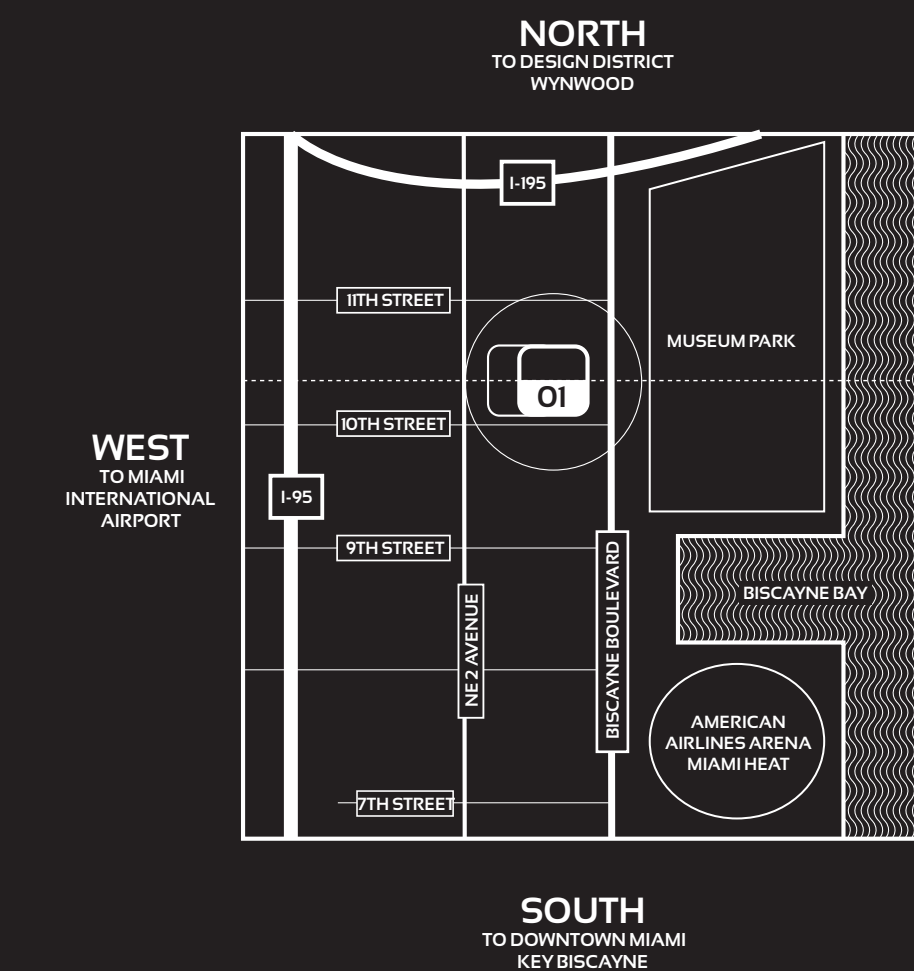 NORTH
TO DESIGN DISTRICT
WYNWOOD
I-195
11TH STREET
MUSEUM PARK
01
10TH STREET
WEST
TO MIAMI
INTERNATIONAL
AIRPORT
I-95
9TH STREET
BISCAYNE BOULEVARD
BISCAYNE BAY
NE 2 AVENUE
AMERICAN
AIRLINES ARENA
MIAMI HEAT
7TH STREET
SOUTH
TO DOWNTOWN MIAMI
KEY BISCAYNE